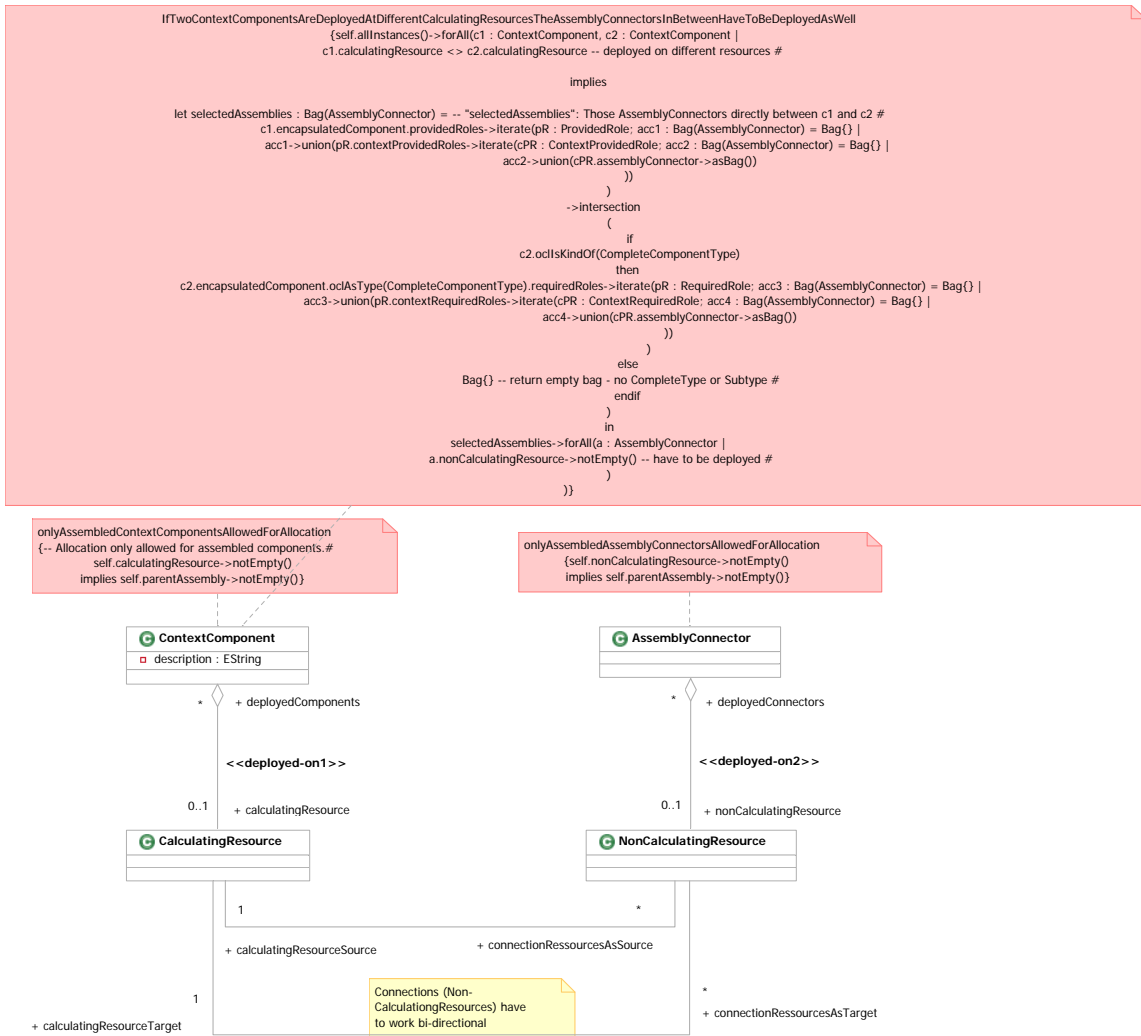 IfTwoContextComponentsAreDeployedAtDifferentCalculatingResourcesTheAssemblyConnectorsInBetweenHaveToBeDeployedAsWell
{self.allInstances()->forAll(c1 : ContextComponent, c2 : ContextComponent |
c1.calculatingResource <> c2.calculatingResource -- deployed on different resources #
implies
let selectedAssemblies : Bag(AssemblyConnector) = -- "selectedAssemblies": Those AssemblyConnectors directly between c1 and c2 #
c1.encapsulatedComponent.providedRoles->iterate(pR : ProvidedRole; acc1 : Bag(AssemblyConnector) = Bag{} |
acc1->union(pR.contextProvidedRoles->iterate(cPR : ContextProvidedRole; acc2 : Bag(AssemblyConnector) = Bag{} |
acc2->union(cPR.assemblyConnector->asBag())
))
)
->intersection
(
if
c2.oclIsKindOf(CompleteComponentType)
then
c2.encapsulatedComponent.oclAsType(CompleteComponentType).requiredRoles->iterate(pR : RequiredRole; acc3 : Bag(AssemblyConnector) = Bag{} |
acc3->union(pR.contextRequiredRoles->iterate(cPR : ContextRequiredRole; acc4 : Bag(AssemblyConnector) = Bag{} |
acc4->union(cPR.assemblyConnector->asBag())
))
)
else
Bag{} -- return empty bag - no CompleteType or Subtype #
endif
)
in
selectedAssemblies->forAll(a : AssemblyConnector |
a.nonCalculatingResource->notEmpty() -- have to be deployed #
)
)}
onlyAssembledContextComponentsAllowedForAllocation
{-- Allocation only allowed for assembled components.#
self.calculatingResource->notEmpty()
implies self.parentAssembly->notEmpty()}
onlyAssembledAssemblyConnectorsAllowedForAllocation
{self.nonCalculatingResource->notEmpty()
implies self.parentAssembly->notEmpty()}
C ContextComponent
description : EString
C AssemblyConnector
* + deployedComponents
* + deployedConnectors
<<deployed-on1>>
<<deployed-on2>>
0..1 + calculatingResource
0..1 + nonCalculatingResource
C CalculatingResource
C NonCalculatingResource
1
*
+ calculatingResourceSource
+ connectionRessourcesAsSource
1
*
+ calculatingResourceTarget
+ connectionRessourcesAsTarget
Connections (Non-
CalculationgResources) have
to work bi-directional